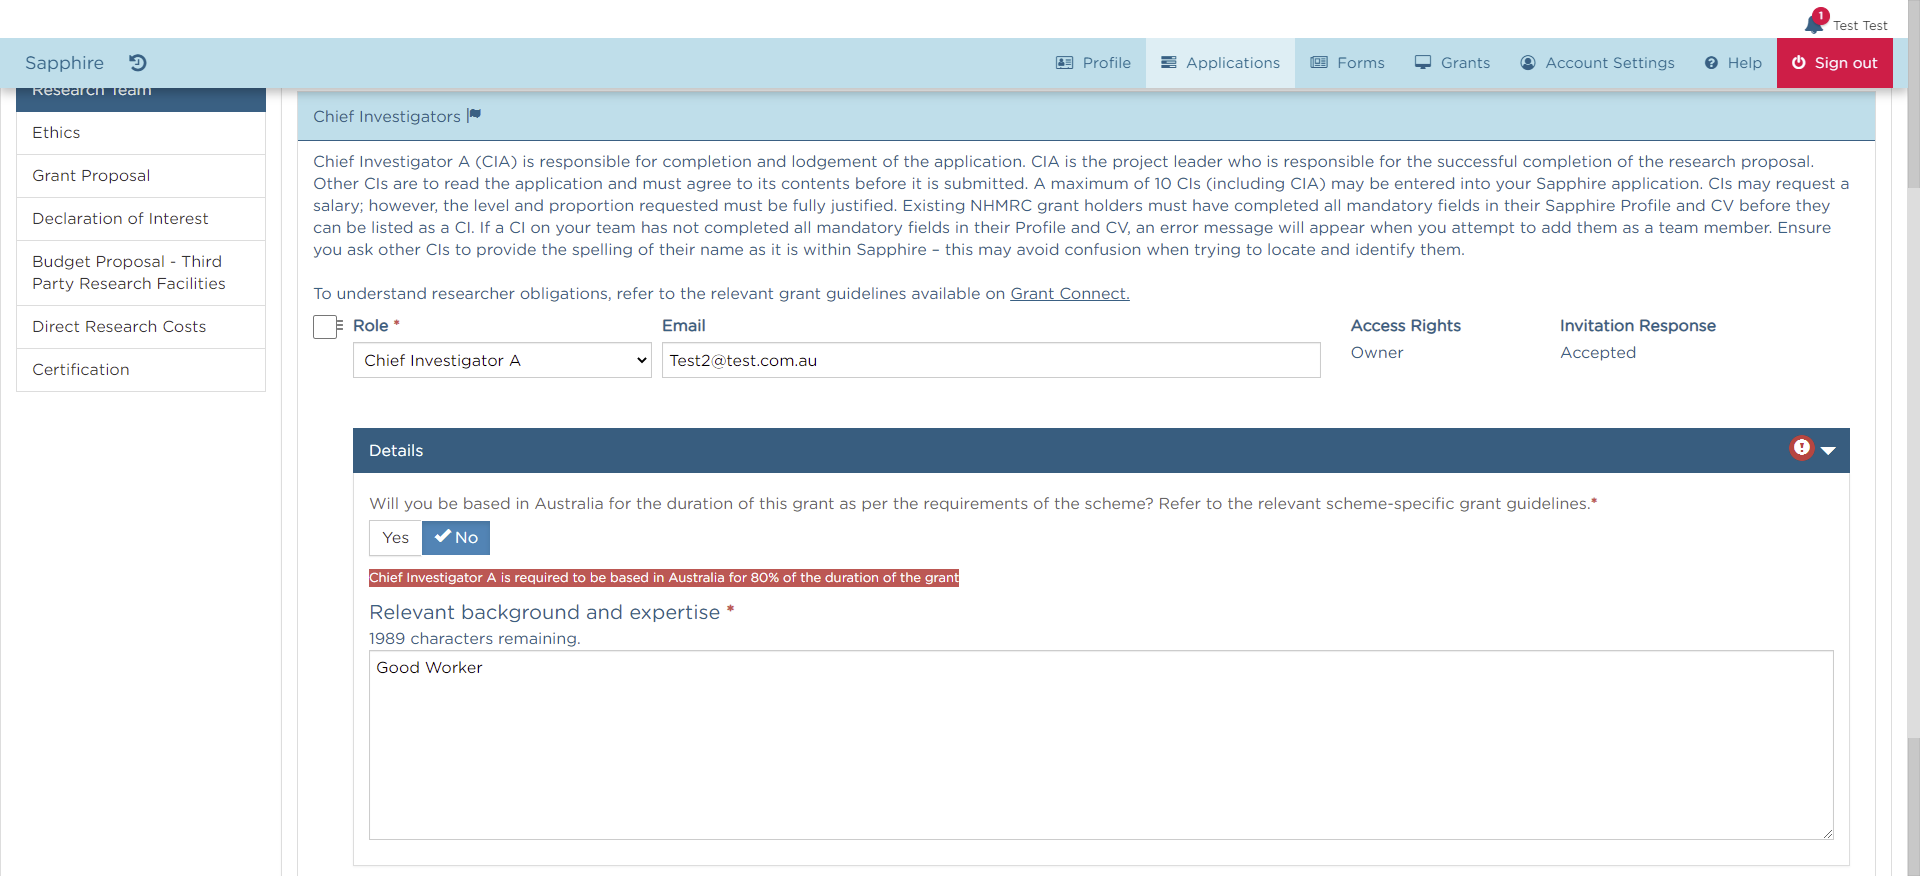 1
Test Test
Sapphire
Profile
Applications
Forms
Grants
Account Settings
Help
Sign out
Research Team
Ethics
Grant Proposal
Declaration of Interest
Budget Proposal - Third
Party Research Facilities
Direct Research Costs
Certification
Chief Investigators
Chief Investigator A (CIA) is responsible for completion and lodgement of the application. CIA is the project leader who is responsible for the successful completion of the research proposal.
Other CIs are to read the application and must agree to its contents before it is submitted. A maximum of 10 CIs (including CIA) may be entered into your Sapphire application. CIs may request a
salary; however, the level and proportion requested must be fully justified. Existing NHMRC grant holders must have completed all mandatory fields in their Sapphire Profile and CV before they
can be listed as a CI. If a CI on your team has not completed all mandatory fields in their Profile and CV, an error message will appear when you attempt to add them as a team member. Ensure
you ask other CIs to provide the spelling of their name as it is within Sapphire – this may avoid confusion when trying to locate and identify them.
To understand researcher obligations, refer to the relevant grant guidelines available on Grant Connect.
Role *
Email
Access Rights
Invitation Response
Chief Investigator A
Test2@test.com.au
Owner
Accepted
Details
Will you be based in Australia for the duration of this grant as per the requirements of the scheme? Refer to the relevant scheme-specific grant guidelines.*
Yes
No
Chief Investigator A is required to be based in Australia for 80% of the duration of the grant
Relevant background and expertise *
1989 characters remaining.
Good Worker